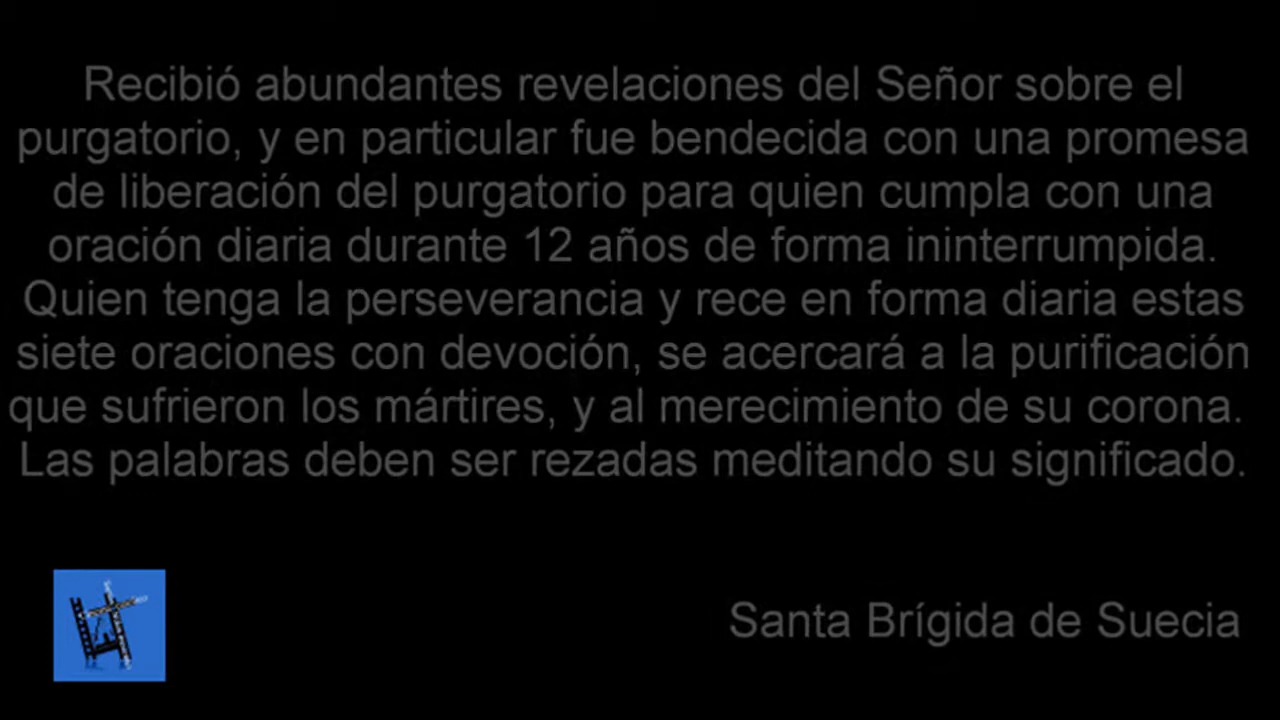 Recibió abundantes revelaciones del Señor sobre el
purgatorio, y en particular fue bendecida con una promesa
de liberación del purgatorio para quien cumpla con una
oración diaria durante 12 años de forma ininterrumpida.
Quien tenga la perseverancia y rece en forma diaria estas
siete oraciones con devoción, se acercará a la purificación
que sufrieron los mártires, y al merecimiento de su corona.
Las palabras deben ser rezadas meditando su significado.
Santa Brígida de Suecia